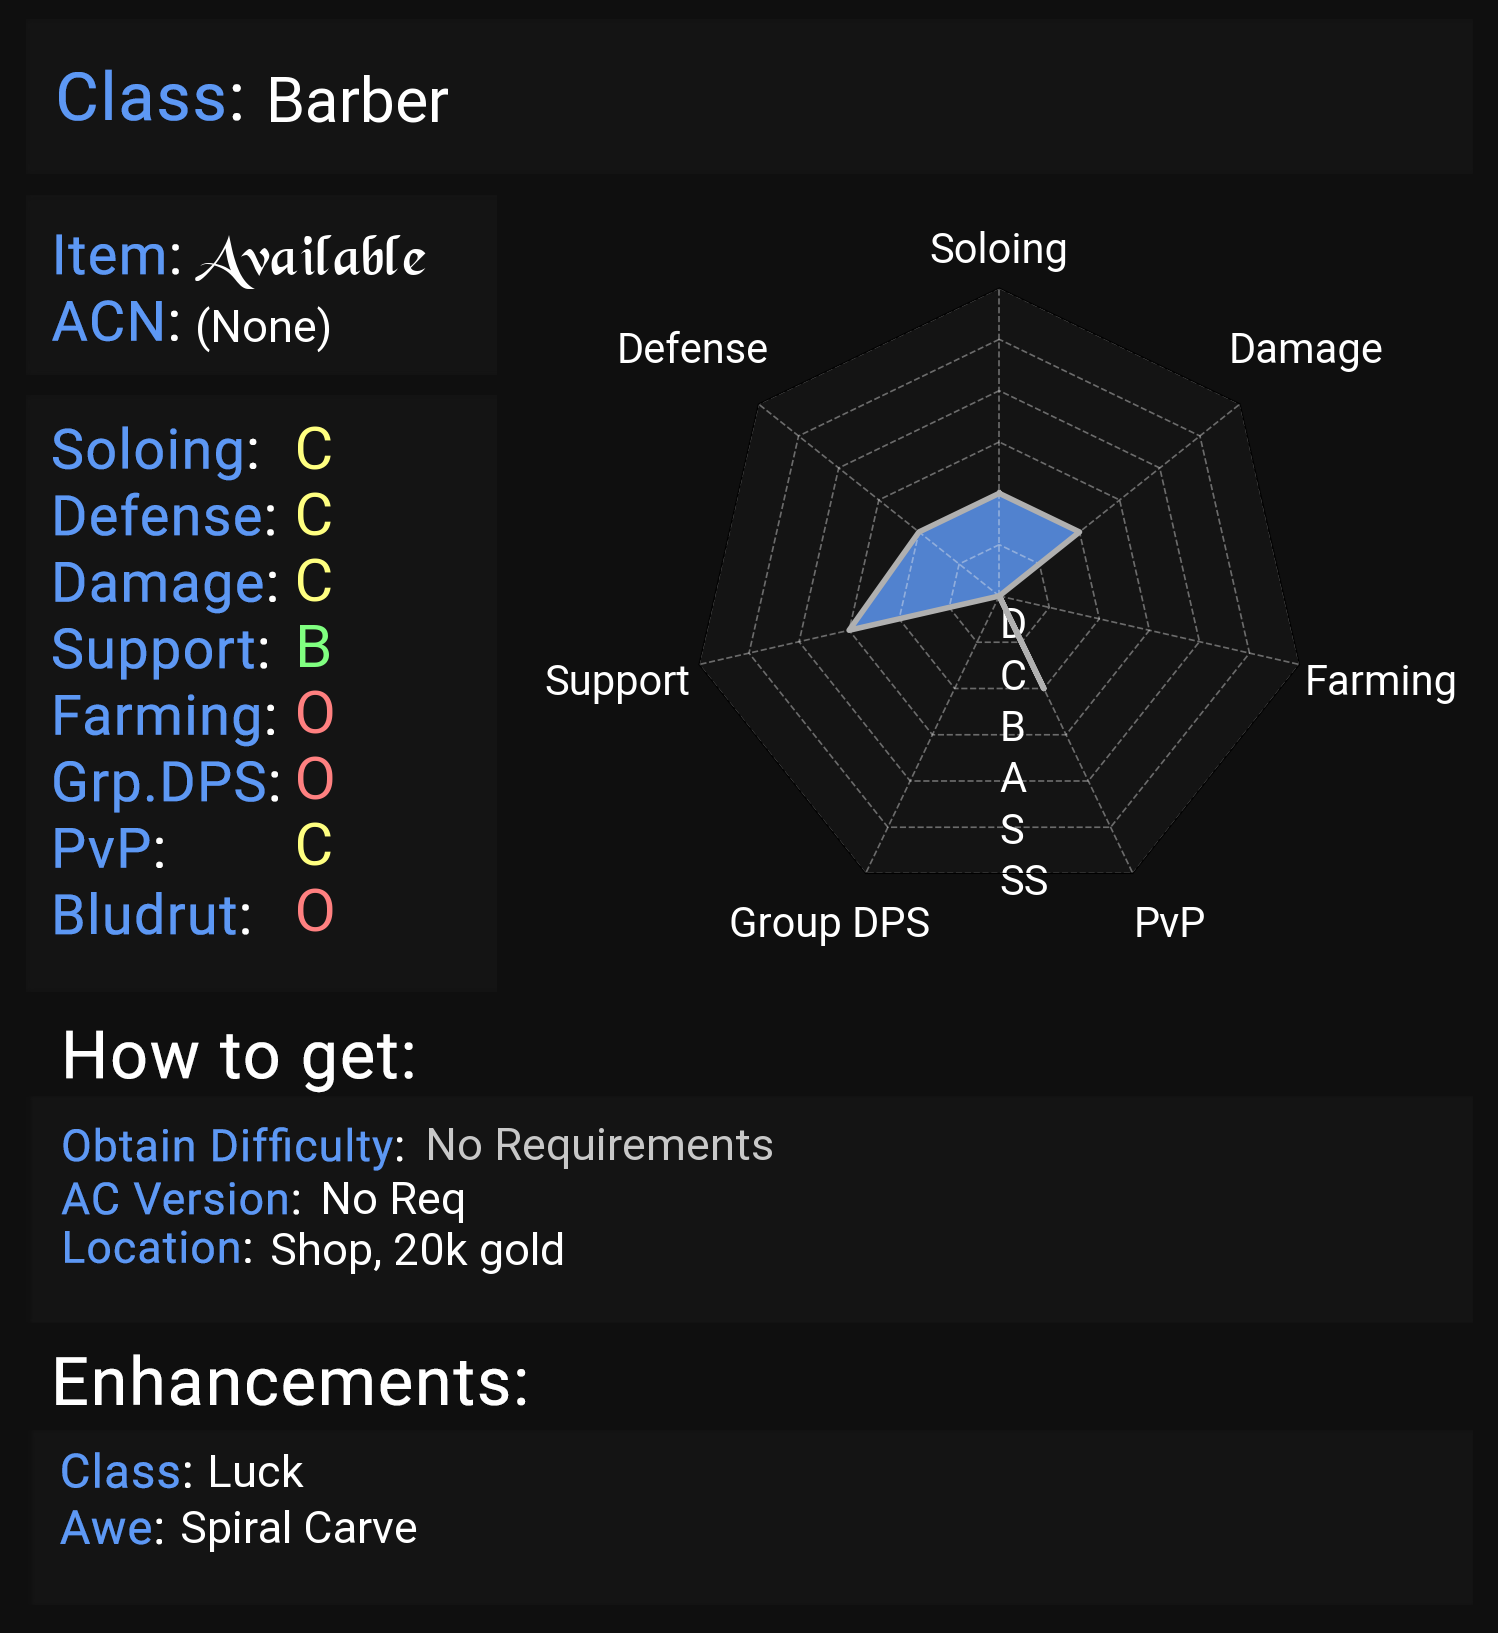 Class: Barber
Item: Available
ACN: (None)
Soloing: C
Defense: C
Damage: C
Support: B
Farming: O
Grp.DPS: O
PvP: C
Bludrut: O
Soloing
Defense
Damage
Support
Farming
D
C
B
A
S
SS
Group DPS
PvP
How to get:
Obtain Difficulty: No Requirements
AC Version: No Req
Location: Shop, 20k gold
Enhancements:
Class: Luck
Awe: Spiral Carve